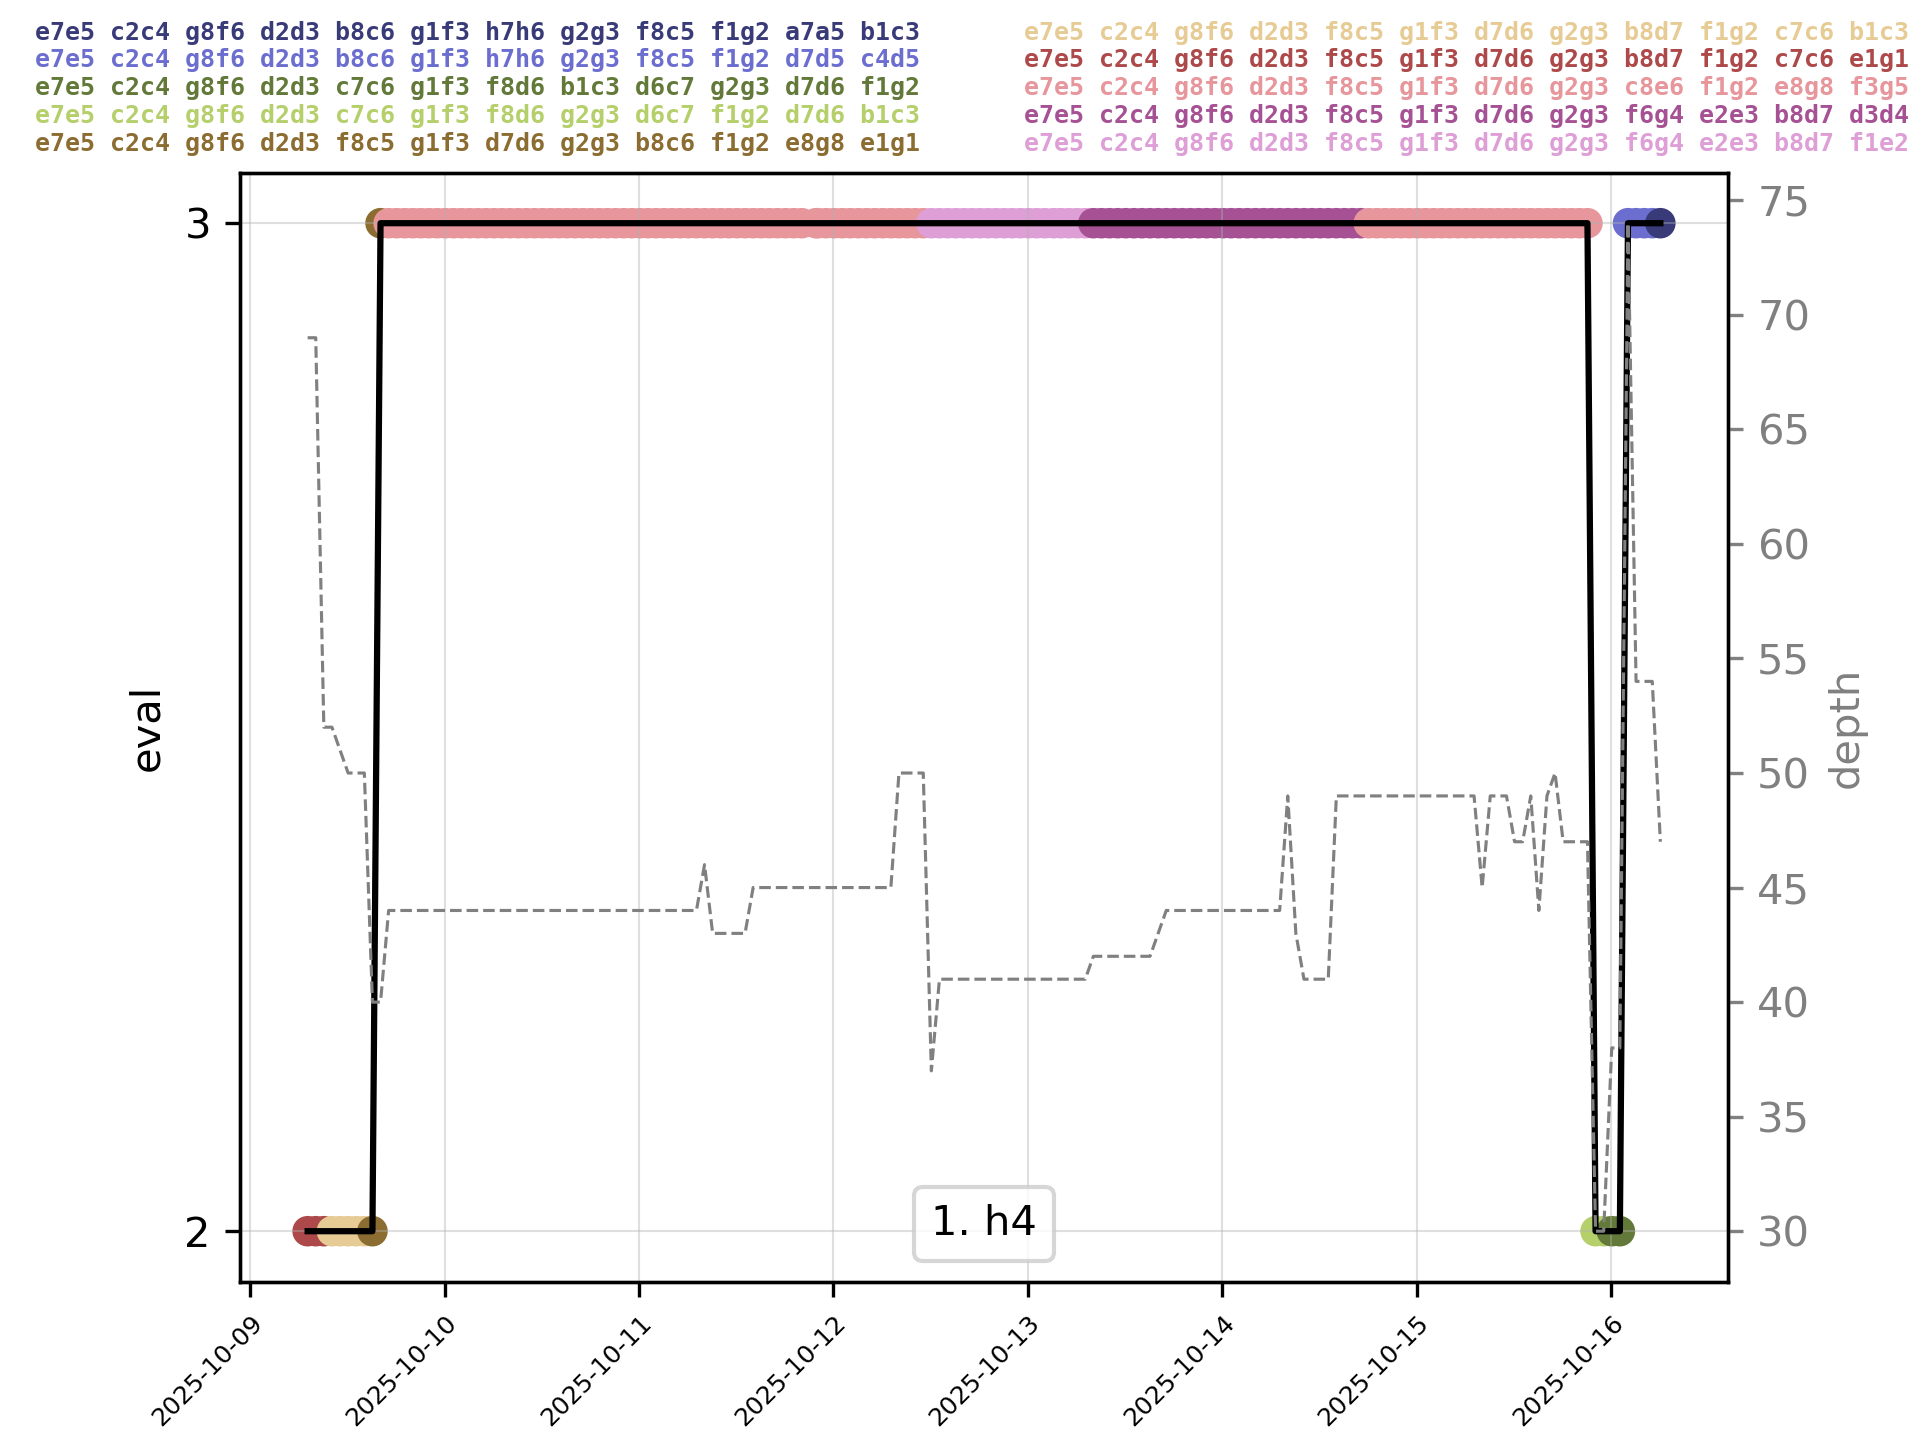 e7e5 c2c4 g8f6 d2d3 b8c6 g1f3 h7h6 g2g3 f8c5 f1g2 a7a5 b1c3
e7e5 c2c4 g8f6 d2d3 b8c6 g1f3 h7h6 g2g3 f8c5 f1g2 d7d5 c4d5
e7e5 c2c4 g8f6 d2d3 c7c6 g1f3 f8d6 b1c3 d6c7 g2g3 d7d6 f1g2
e7e5 c2c4 g8f6 d2d3 c7c6 g1f3 f8d6 g2g3 d6c7 f1g2 d7d6 b1c3
e7e5 c2c4 g8f6 d2d3 f8c5 g1f3 d7d6 g2g3 b8c6 f1g2 e8g8 e1g1
e7e5 c2c4 g8f6 d2d3 f8c5 g1f3 d7d6 g2g3 b8d7 f1g2 c7c6 b1c3
e7e5 c2c4 g8f6 d2d3 f8c5 g1f3 d7d6 g2g3 b8d7 f1g2 c7c6 e1g1
e7e5 c2c4 g8f6 d2d3 f8c5 g1f3 d7d6 g2g3 c8e6 f1g2 e8g8 f3g5
e7e5 c2c4 g8f6 d2d3 f8c5 g1f3 d7d6 g2g3 f6g4 e2e3 b8d7 d3d4
e7e5 c2c4 g8f6 d2d3 f8c5 g1f3 d7d6 g2g3 f6g4 e2e3 b8d7 f1e2
3
2
eval
75
70
65
60
55
50
45
40
35
30
depth
1. h4
2025-10-09
2025-10-10
2025-10-11
2025-10-12
2025-10-13
2025-10-14
2025-10-15
2025-10-16